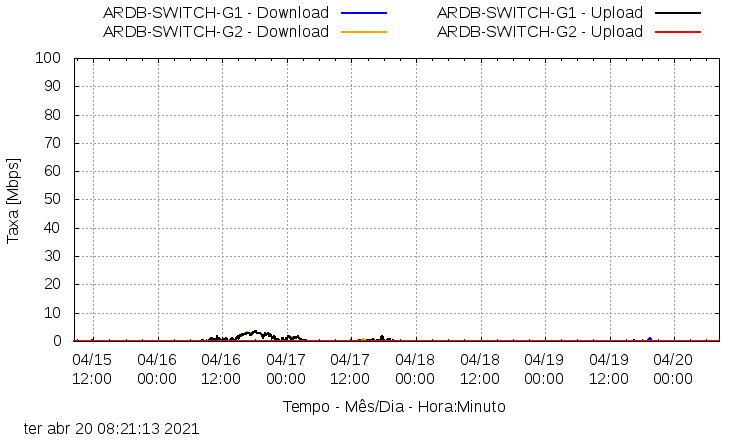 ARDB-SWITCH-G1 - Download ARDB-SWITCH-G1 - Upload
ARDB-SWITCH-G2 - Download ARDB-SWITCH-G2 - Upload
100
90
80
70
60
50
40
30
20
10
0
Taxa [Mbps]
04/15 04/16 04/16 04/17 04/17 04/18 04/18 04/19 04/19 04/20
12:00 00:00 12:00 00:00 12:00 00:00 12:00 00:00 12:00 00:00
Tempo - Mês/Dia - Hora:Minuto
ter abr 20 08:21:13 2021